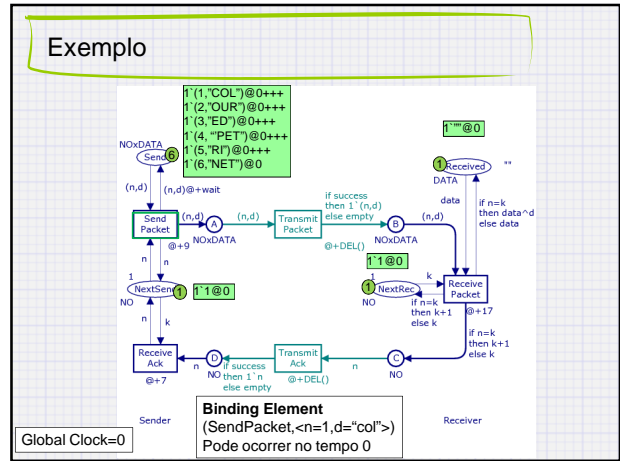 Exemplo
1`(1,"COL")@0+++
1`(2,"OUR")@0+++
1`(3,"ED")@0+++
1`(4, "'PET")@0+++
1`(5,"RI")@0+++
1`(6,"NET")@0
1`""@0
NOxDATA
Send
6
1
Received
""
DATA
(n,d)
(n,d)@+wait
data
if n=k
then data^d
else data
if success
then 1`(n,d)
else empty
Send
Packet
(n,d)
A
(n,d)
Transmit
Packet
B
(n,d)
@+9
NOxDATA
@+DEL()
NOxDATA
n
n
1`1@0
1
NextSend
1
1`1@0
NO
1
NextRec
1
NO
k
if n=k
then k+1
else k
Receive
Packet
@+17
n
k
if n=k
then k+1
else k
Receive
Ack
n
D
Transmit
Ack
n
C
@+7
NO
if success
then 1`n
else empty
@+DEL()
NO
Sender
Receiver
Binding Element
(SendPacket,<n=1,d=“col”>)
Pode ocorrer no tempo 0
Global Clock=0